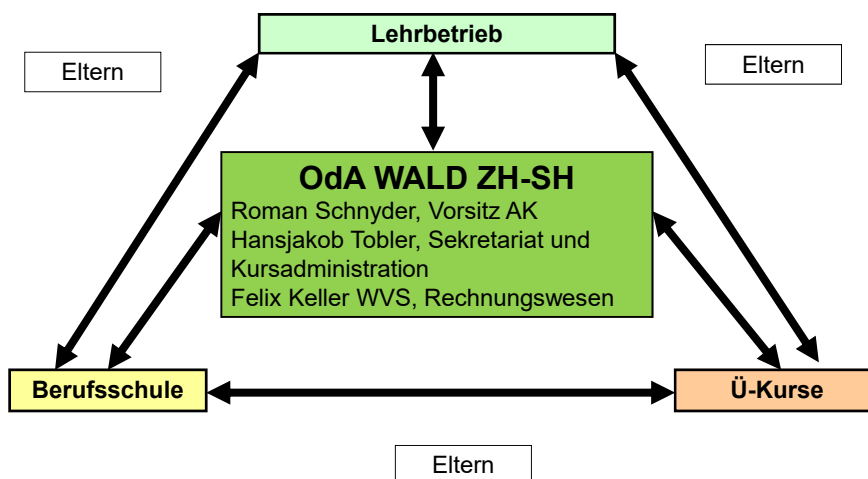 Lehrbetrieb
Eltern
Eltern
OdA WALD ZH-SH
Roman Schnyder, Vorsitz AK
Hansjakob Tobler, Sekretariat und
Kursadministration
Felix Keller WVS, Rechnungswesen
Berufsschule
Ü-Kurse
Eltern